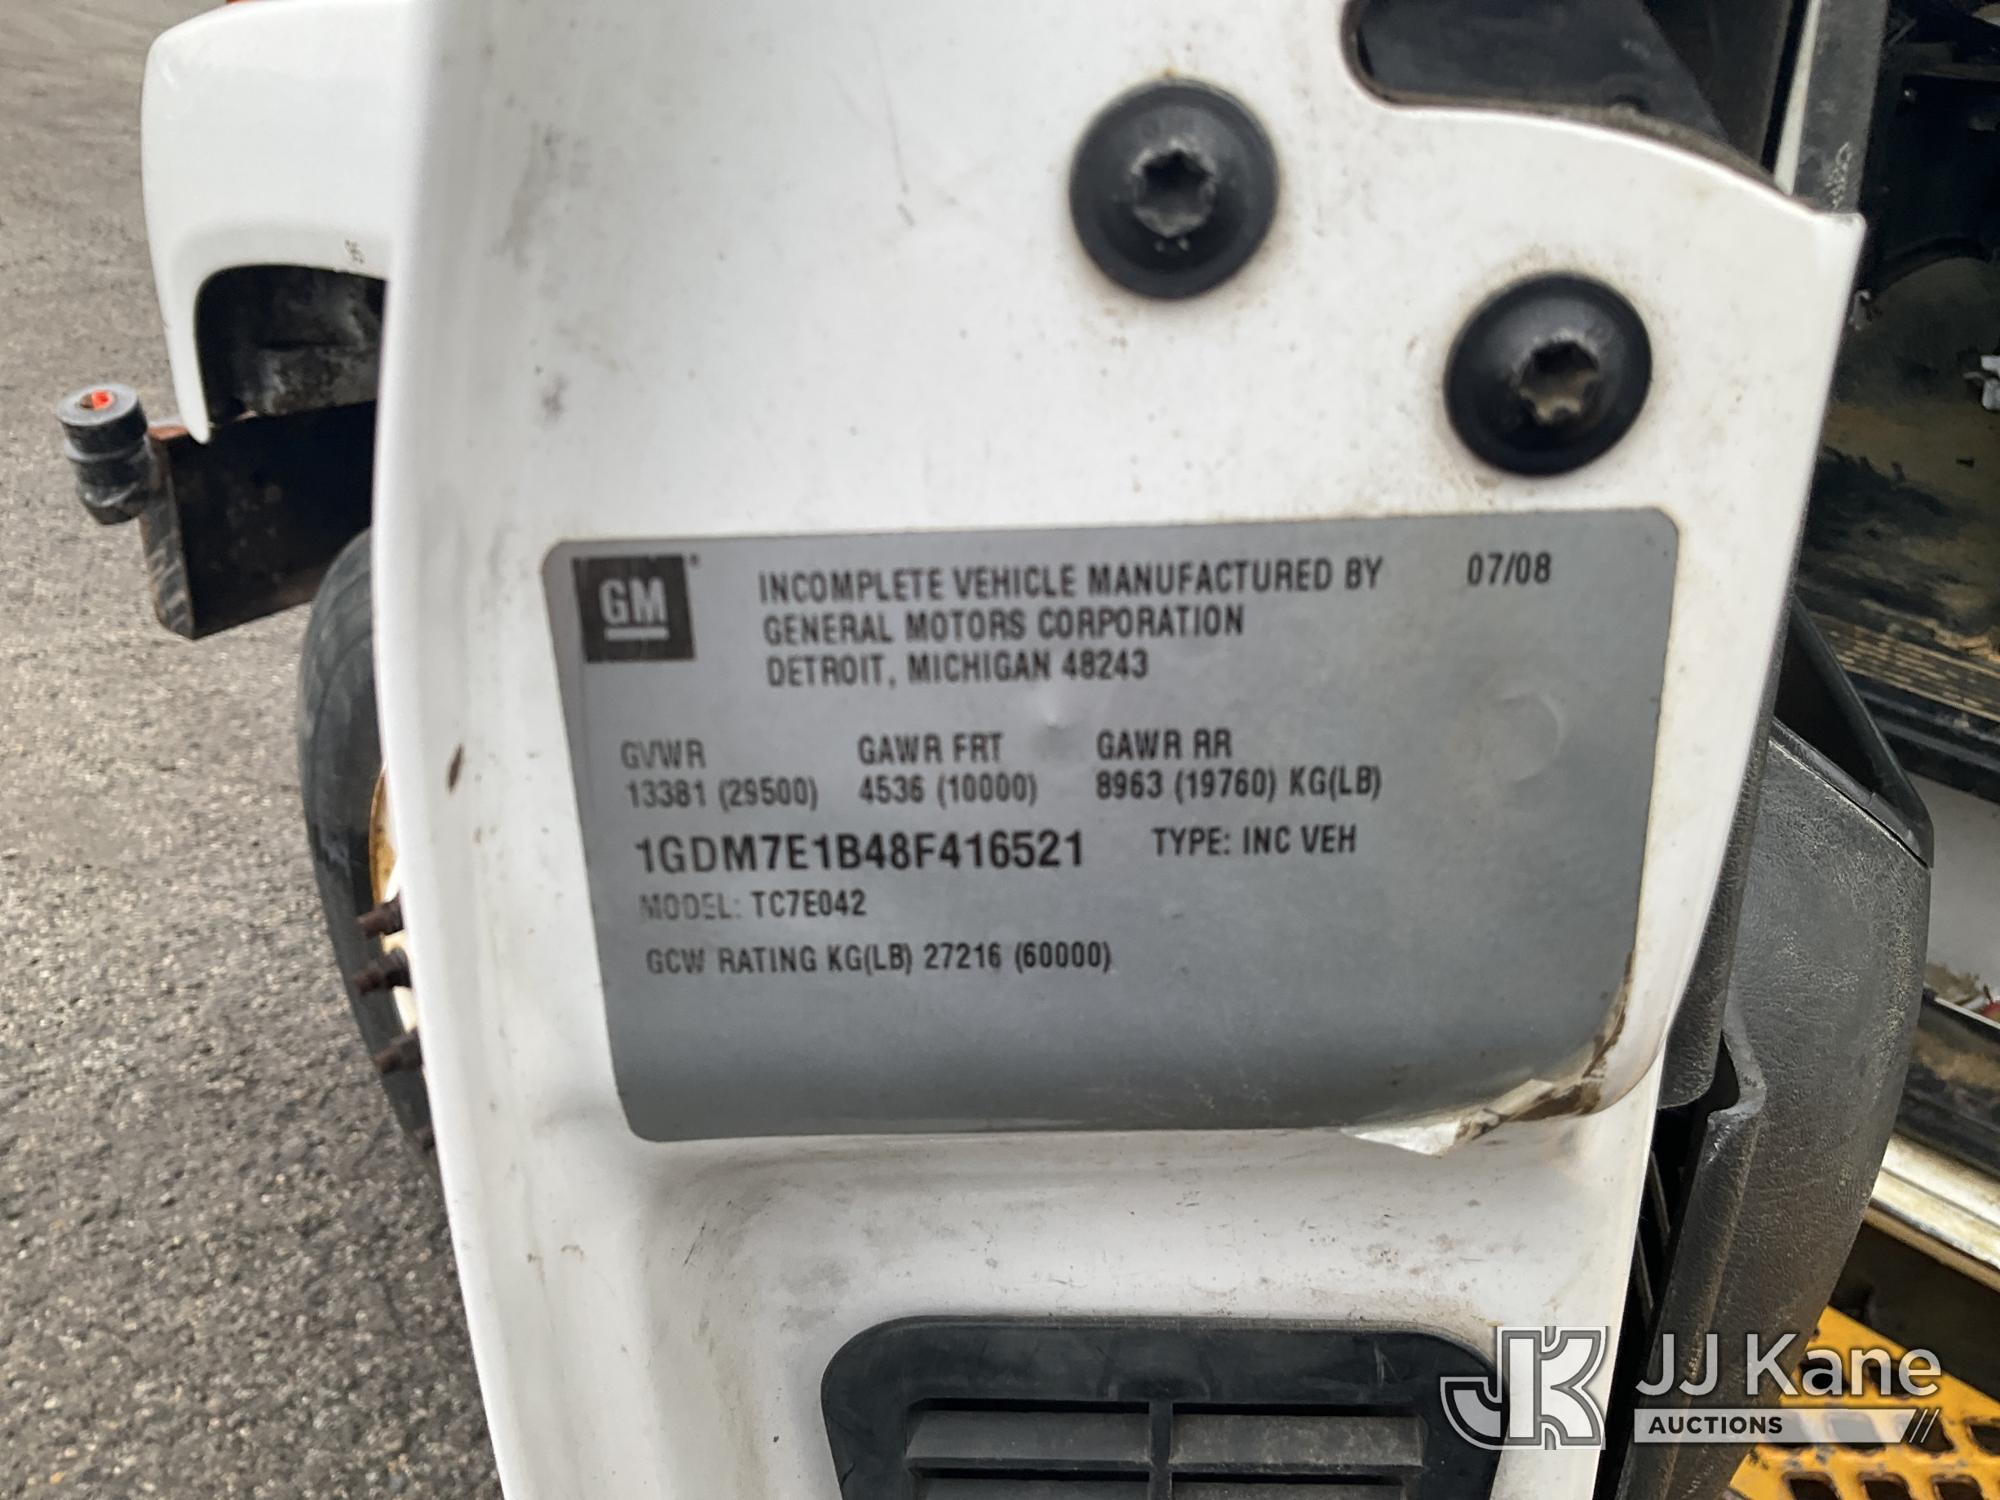 GM
INCOMPLETE VEHICLE MANUFACTURED BY 07/08
GENERAL MOTORS CORPORATION
DETROIT, MICHIGAN 48243
GVWR GAWR FRT GAWR RR
13381 (29500) 4536 (10000) 8963 (19760) KG(LB)
1GDM7E1B48F416521 TYPE: INC VEH
MODEL: TC7E042
GCW RATING KG(LB) 27216 (60000)
JK JJ Kane
AUCTIONS